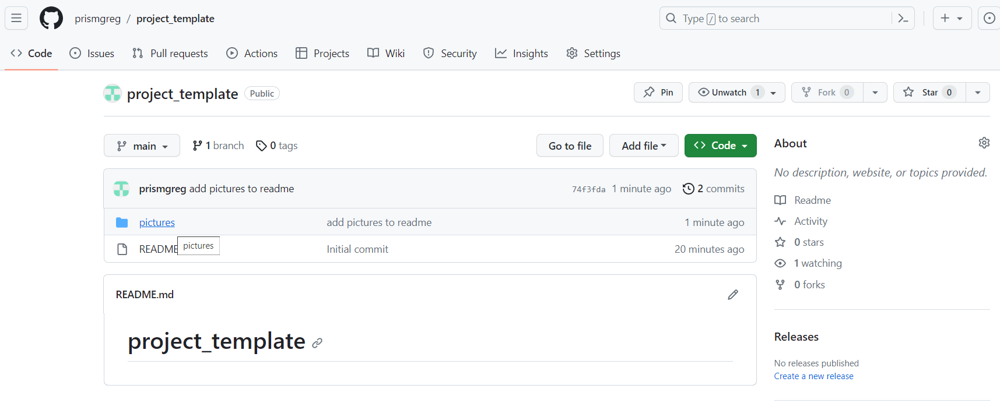 prismgreg / project_template
Type / to search
Code Issues Pull requests Actions Projects Wiki Security Insights Settings
project_template Public
Pin Unwatch 1 Fork 0 Star 0
main 1 branch 0 tags Go to file Add file Code
prismgreg add pictures to readme 74f3fda 1 minute ago 2 commits
pictures add pictures to readme 1 minute ago
README Initial commit 20 minutes ago
pictures
README.md
project_template
About
No description, website, or topics provided.
Readme
Activity
0 stars
1 watching
0 forks
Releases
No releases published
Create a new release